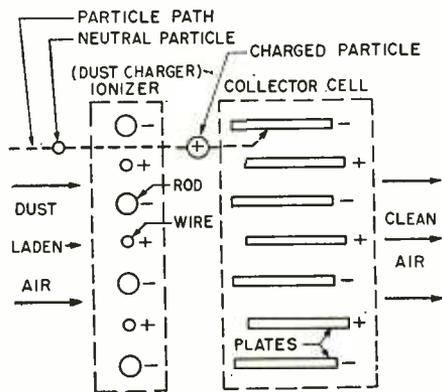 PARTICLE PATH
NEUTRAL PARTICLE
CHARGED PARTICLE
(DUST CHARGER)
IONIZER
COLLECTOR CELL
+
−
−
+
+
ROD
−
−
DUST
WIRE
CLEAN
LADEN
+
+
AIR
AIR
−
−
+
+
PLATES
−
−